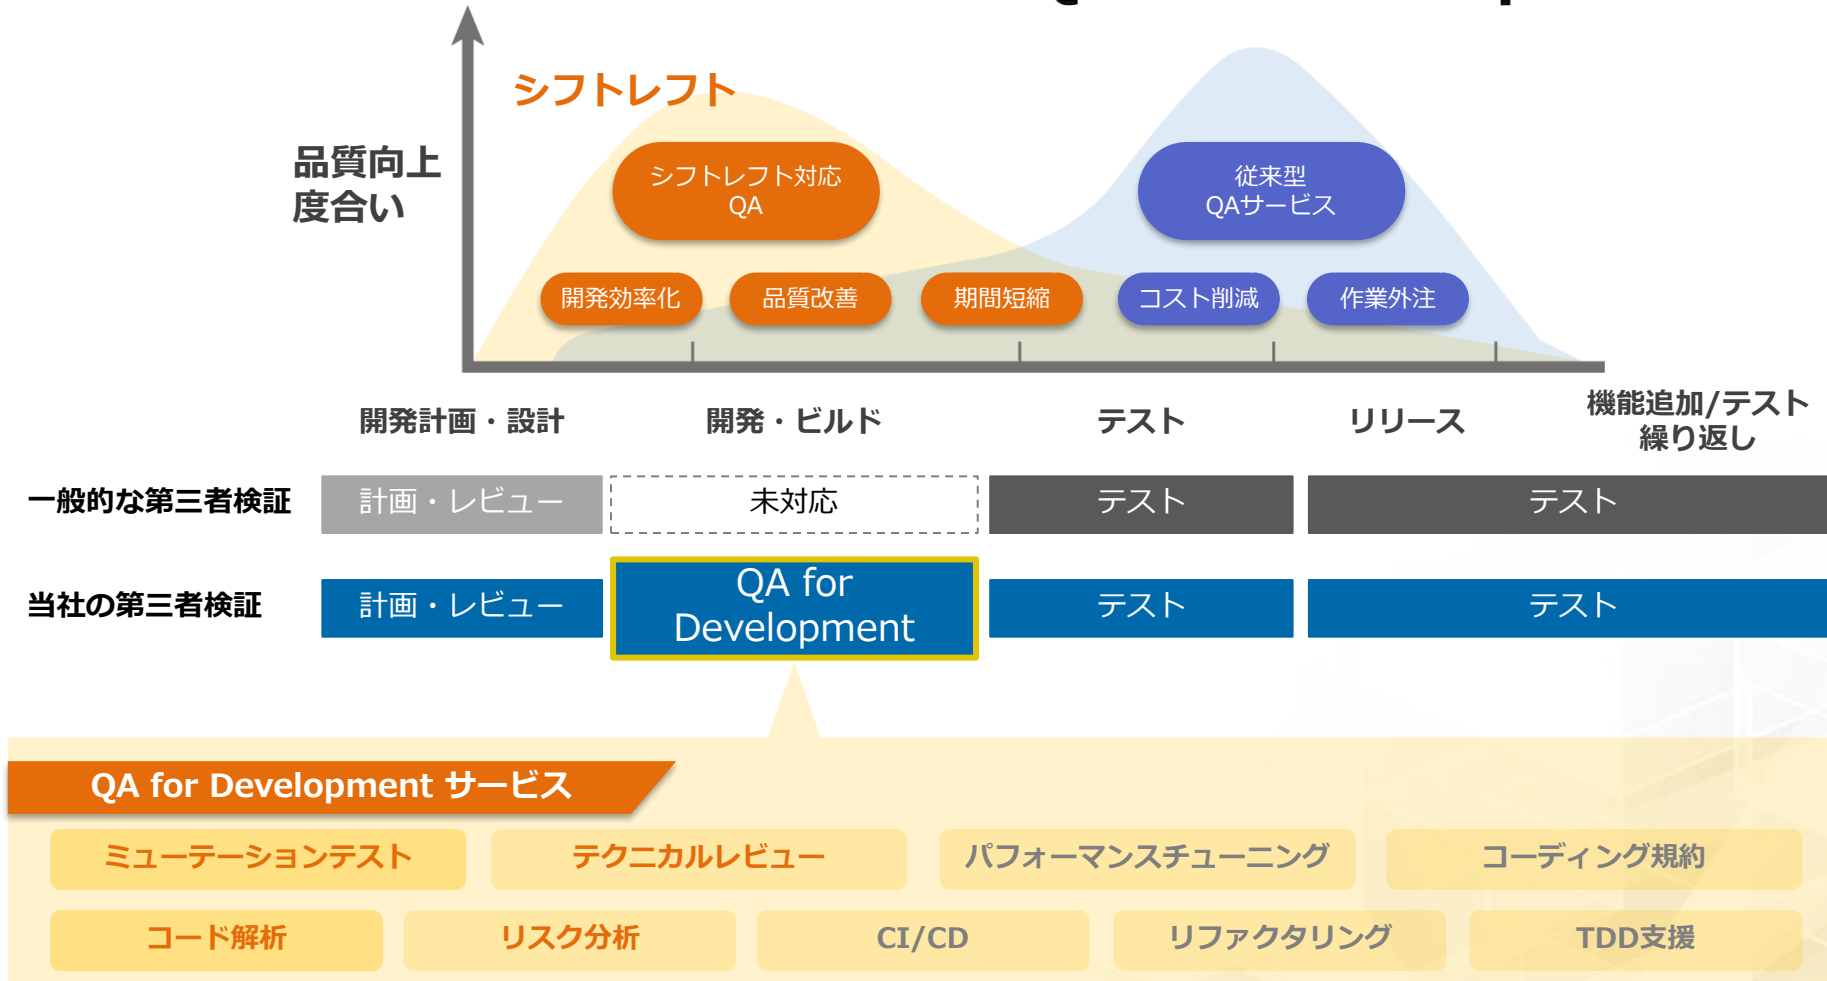 シフトレフト
品質向上
度合い
シフトレフト対応
QA
従来型
QAサービス
開発効率化
品質改善
期間短縮
コスト削減
作業外注
開発計画・設計
開発・ビルド
テスト
リリース
機能追加/テスト
繰り返し
一般的な第三者検証
計画・レビュー
未対応
テスト
テスト
当社の第三者検証
計画・レビュー
QA for
Development
テスト
テスト
QA for Development サービス
ミューテーションテスト
テクニカルレビュー
パフォーマンスチューニング
コーディング規約
コード解析
リスク分析
CI/CD
リファクタリング
TDD支援